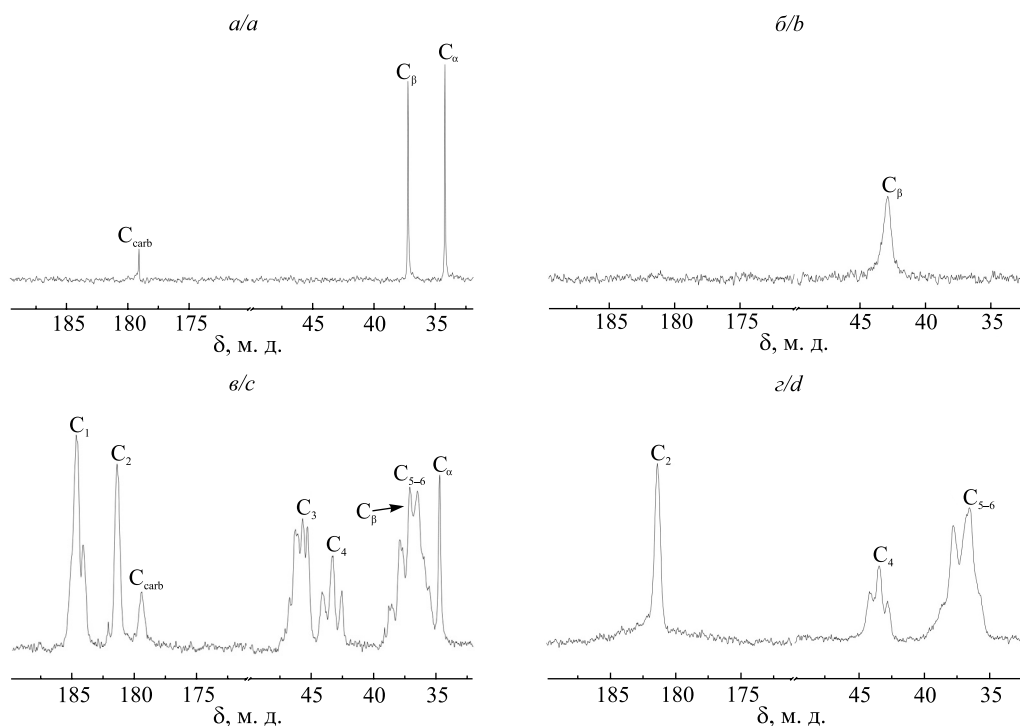 а/a
C_β
C_α
C_carb
185 180 175 45 40 35
δ, м. д.
б/b
C_β
185 180 175 45 40 35
δ, м. д.
в/c
C_1
C_2
C_carb
C_3
C_4
C_β
C_5–6
C_α
185 180 175 45 40 35
δ, м. д.
г/d
C_2
C_4
C_5–6
185 180 175 45 40 35
δ, м. д.